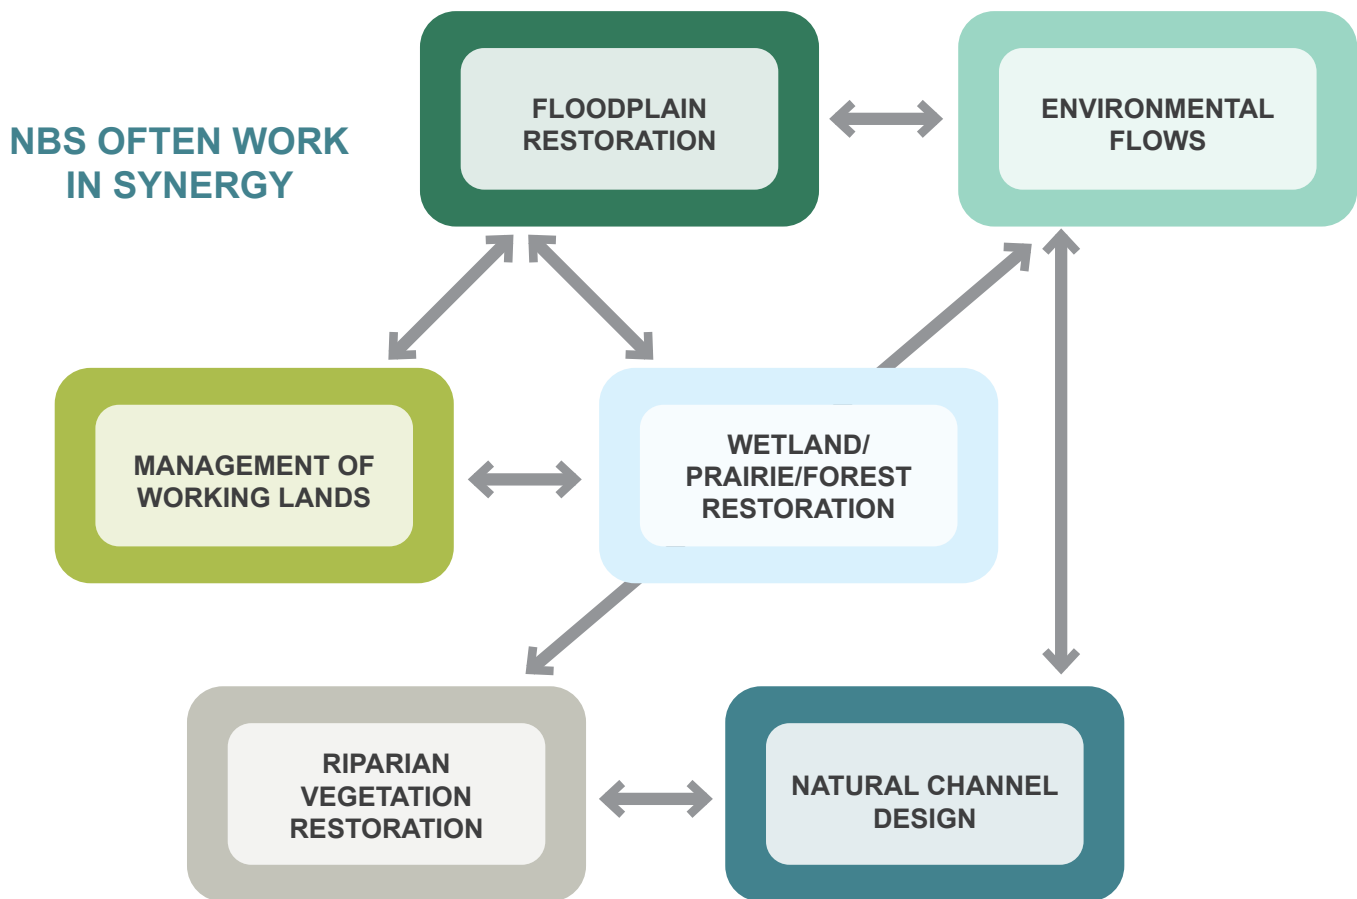 NBS OFTEN WORK
IN SYNERGY
FLOODPLAIN
RESTORATION
ENVIRONMENTAL
FLOWS
MANAGEMENT OF
WORKING LANDS
WETLAND/
PRAIRIE/FOREST
RESTORATION
RIPARIAN
VEGETATION
RESTORATION
NATURAL CHANNEL
DESIGN